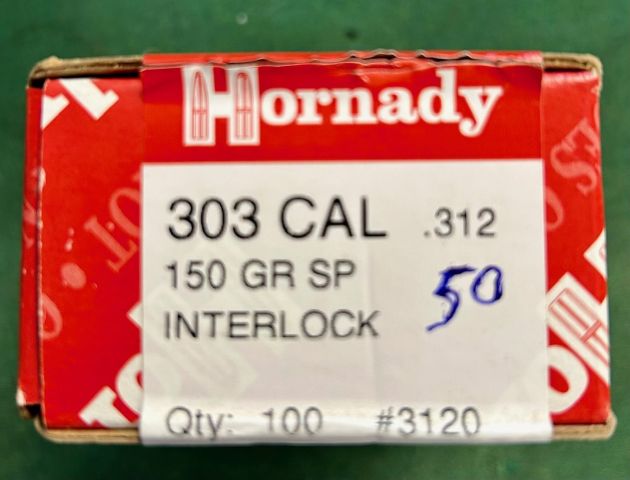 Hornady
303 CAL .312
150 GR SP
INTERLOCK
50
Qty: 100 #3120